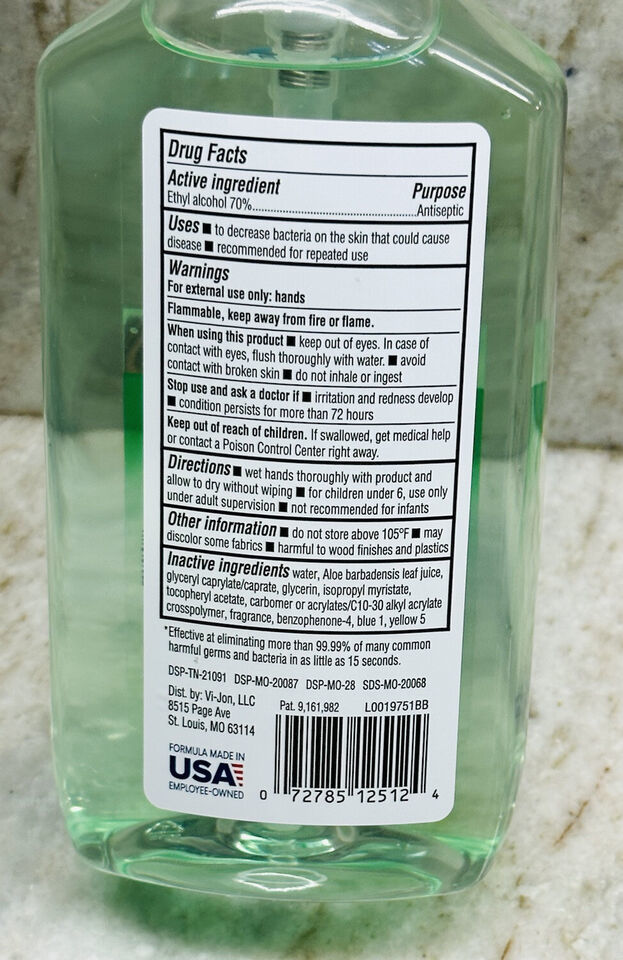 Drug Facts
Active ingredient Purpose
Ethyl alcohol 70%..........................................................Antiseptic
Uses ■ to decrease bacteria on the skin that could cause
disease ■ recommended for repeated use
Warnings
For external use only: hands
Flammable, keep away from fire or flame.
When using this product ■ keep out of eyes. In case of
contact with eyes, flush thoroughly with water. ■ avoid
contact with broken skin ■ do not inhale or ingest
Stop use and ask a doctor if ■ irritation and redness develop
■ condition persists for more than 72 hours
Keep out of reach of children. If swallowed, get medical help
or contact a Poison Control Center right away.
Directions ■ wet hands thoroughly with product and
allow to dry without wiping ■ for children under 6, use only
under adult supervision ■ not recommended for infants
Other information ■ do not store above 105ºF ■ may
discolor some fabrics ■ harmful to wood finishes and plastics
Inactive ingredients water, Aloe barbadensis leaf juice,
glyceryl caprylate/caprate, glycerin, isopropyl myristate,
tocopheryl acetate, carbomer or acrylates/C10-30 alkyl acrylate
crosspolymer, fragrance, benzophenone-4, blue 1, yellow 5
*Effective at eliminating more than 99.99% of many common
harmful germs and bacteria in as little as 15 seconds.
DSP-TN-21091 DSP-MO-20087 DSP-MO-28 SDS-MO-20068
Dist. by: Vi-Jon, LLC
8515 Page Ave
St. Louis, MO 63114
Pat. 9,161,982 L0019751BB
FORMULA MADE IN
USA
EMPLOYEE-OWNED
0 72785 12512 4